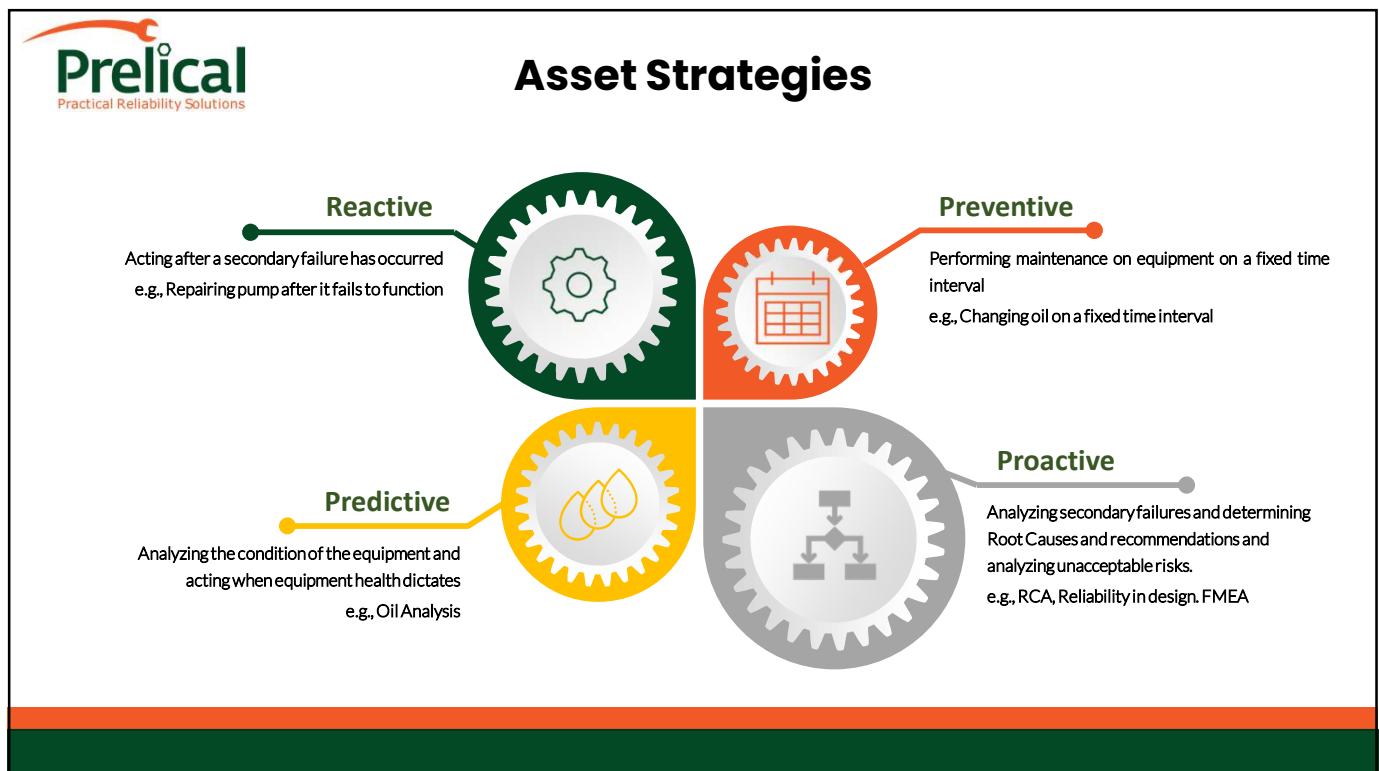 Prelical
Practical Reliability Solutions
Asset Strategies
Reactive
Acting after a secondary failure has occurred
e.g., Repairing pump after it fails to function
Preventive
Performing maintenance on equipment on a fixed time
interval
e.g., Changing oil on a fixed time interval
Predictive
Analyzing the condition of the equipment and
acting when equipment health dictates
e.g., Oil Analysis
Proactive
Analyzing secondary failures and determining
Root Causes and recommendations and
analyzing unacceptable risks.
e.g., RCA, Reliability in design. FMEA